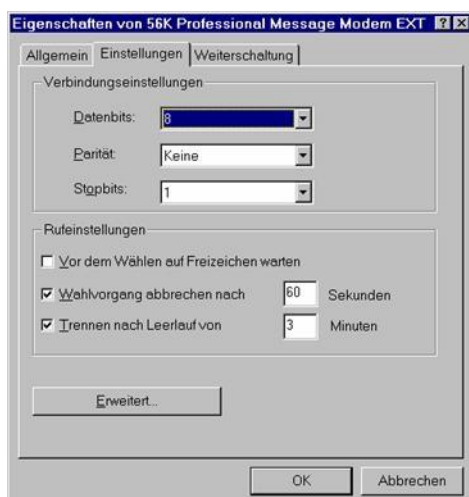 Eigenschaften von 56K Professional Message Modem EXT
Allgemein Einstellungen Weiterschaltung
Verbindungseinstellungen
Datenbits: 8
Parität: Keine
Stopbits: 1
Rufeinstellungen
Vor dem Wählen auf Freizeichen warten
Wahlvorgang abbrechen nach 60 Sekunden
Trennen nach Leerlauf von 3 Minuten
Erweitert...
OK Abbrechen